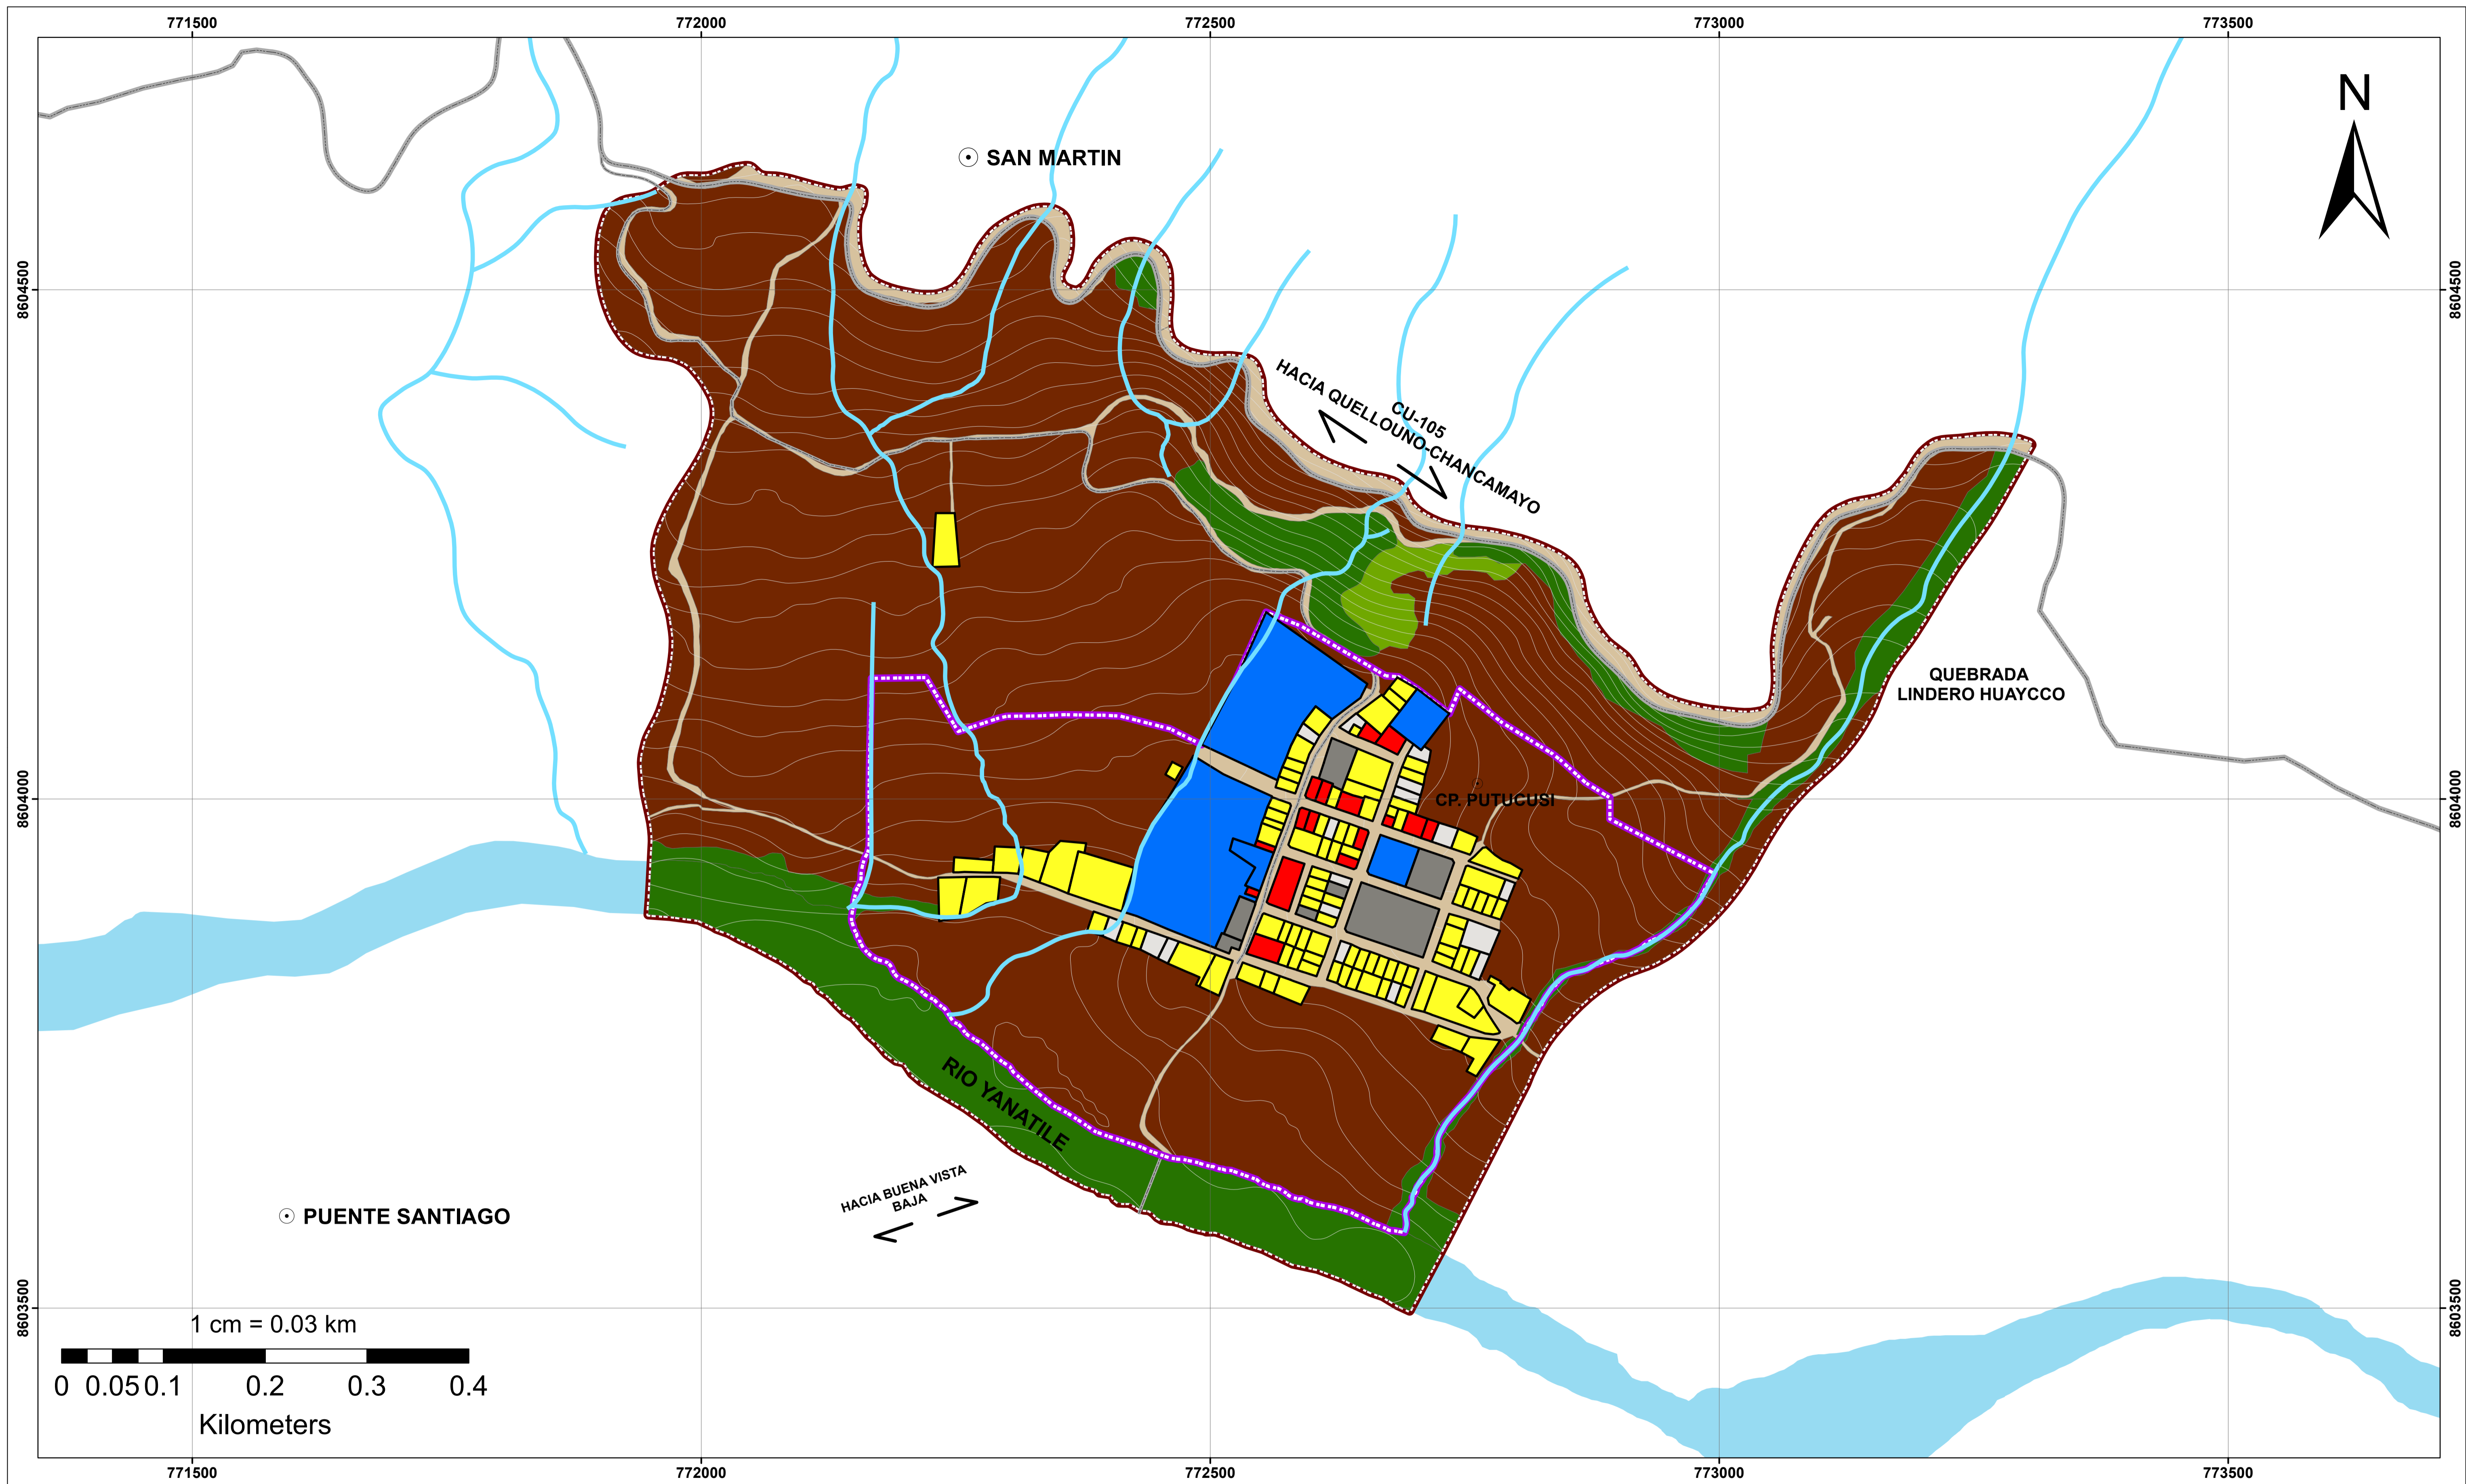 771500
772000
772500
773000
773500
N
SAN MARTIN
8604500
8604500
CU-105
HACIA QUELLOUNO-CHANCAMAYO
QUEBRADA
LINDERO HUAYCCO
8604000
CP. PUTUCUSI
8604000
RIO YANATILE
HACIA BUENA VISTA
BAJA
PUENTE SANTIAGO
8603500
8603500
1 cm = 0.03 km
0 0.05 0.1 0.2 0.3 0.4
Kilometers
771500
772000
772500
773000
773500